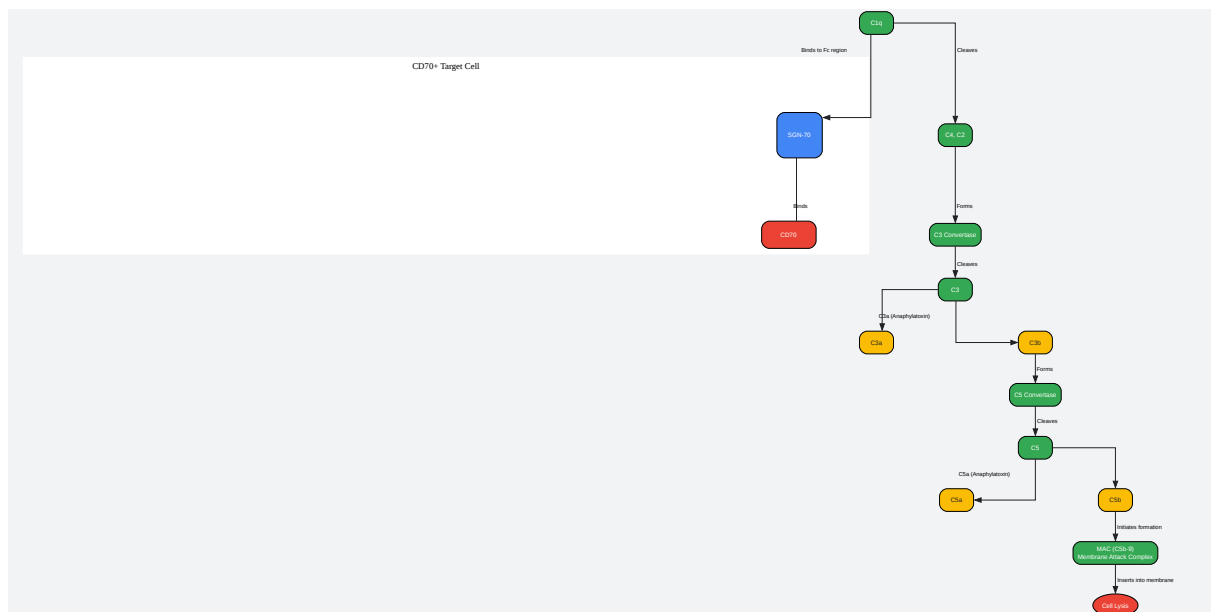 C1q
Binds to Fc region
Cleaves
CD70+ Target Cell
SGN-70
C4, C2
Binds
Forms
CD70
C3 Convertase
Cleaves
C3
C3a (Anaphylatoxin)
C3a
C3b
Forms
C5 Convertase
Cleaves
C5
C5a (Anaphylatoxin)
C5a
C5b
Initiates formation
MAC (C5b-9)
Membrane Attack Complex
Inserts into membrane
Cell Lysis